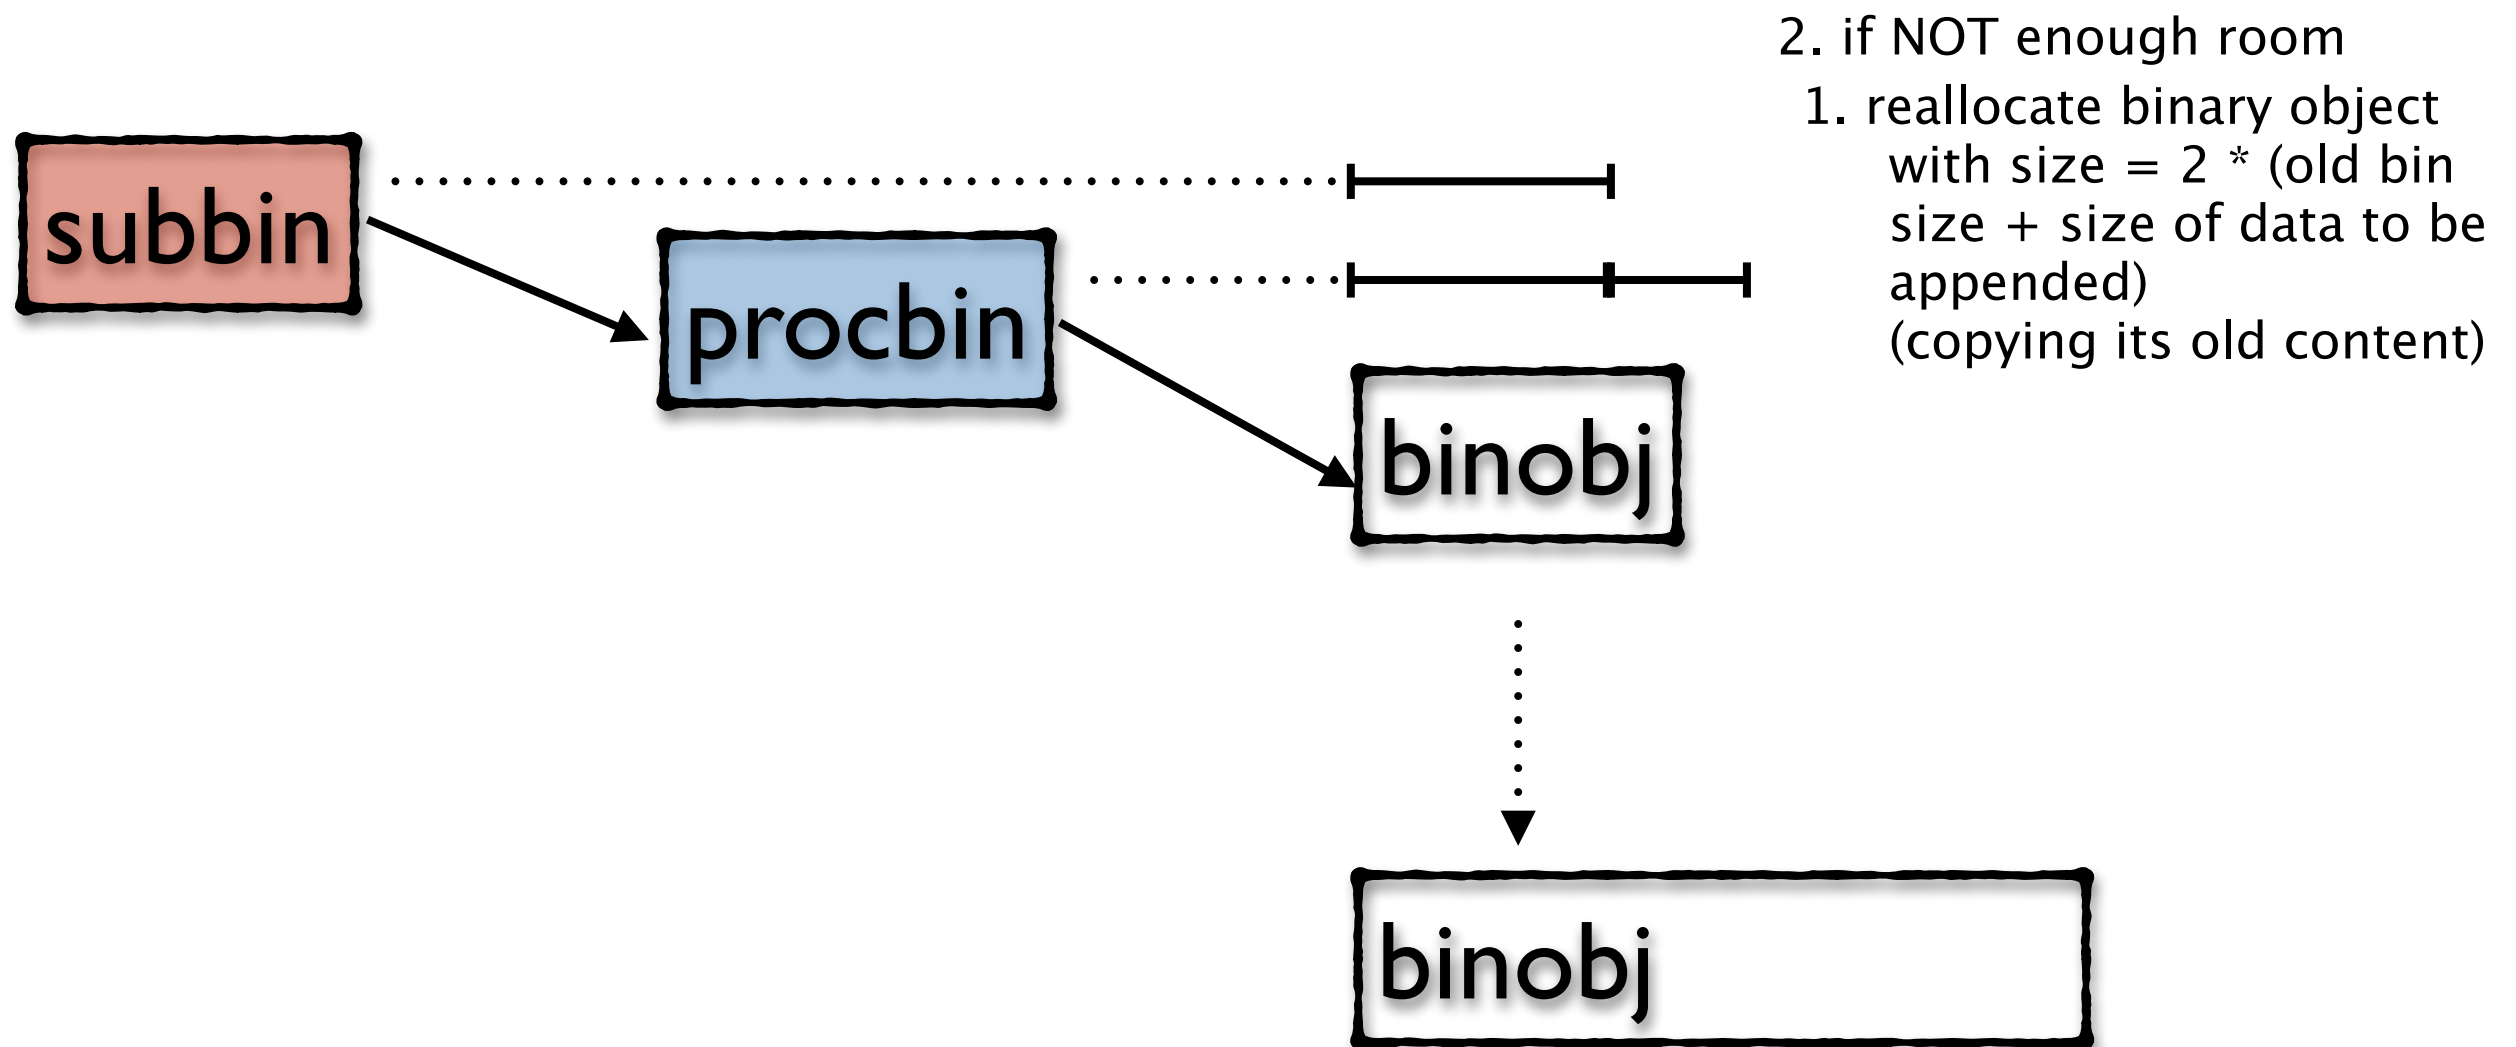 2. if NOT enough room
1. reallocate binary object
with size = 2 * (old bin
size + size of data to be
appended)
(copying its old content)
subbin
procbin
binobj
binobj